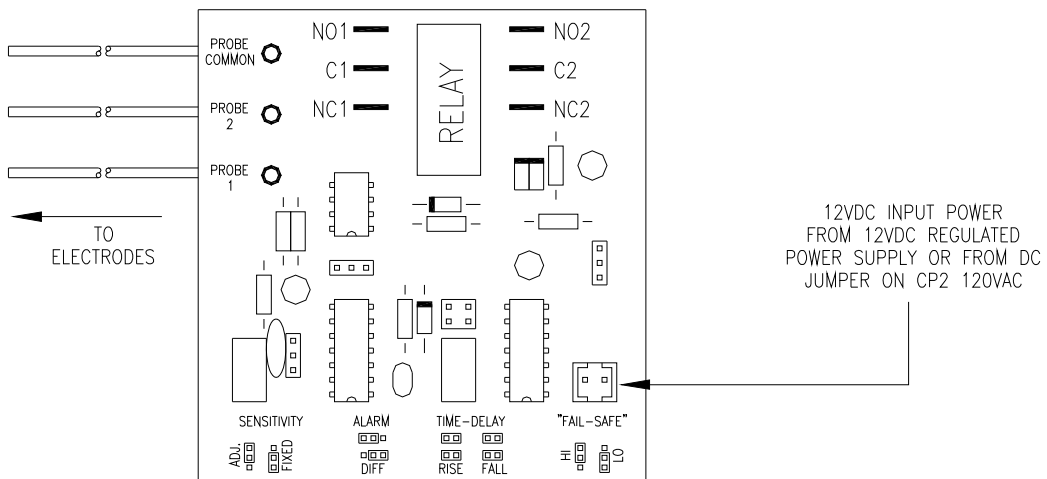 PROBE
COMMON
PROBE
2
PROBE
1
TO
ELECTRODES
NO1
C1
NC1
RELAY
NO2
C2
NC2
12VDC INPUT POWER
FROM 12VDC REGULATED
POWER SUPPLY OR FROM DC
JUMPER ON CP2 120VAC
SENSITIVITY
ADJ.
FIXED
ALARM
DIFF
TIME-DELAY
RISE
FALL
"FAIL-SAFE"
HI
LO